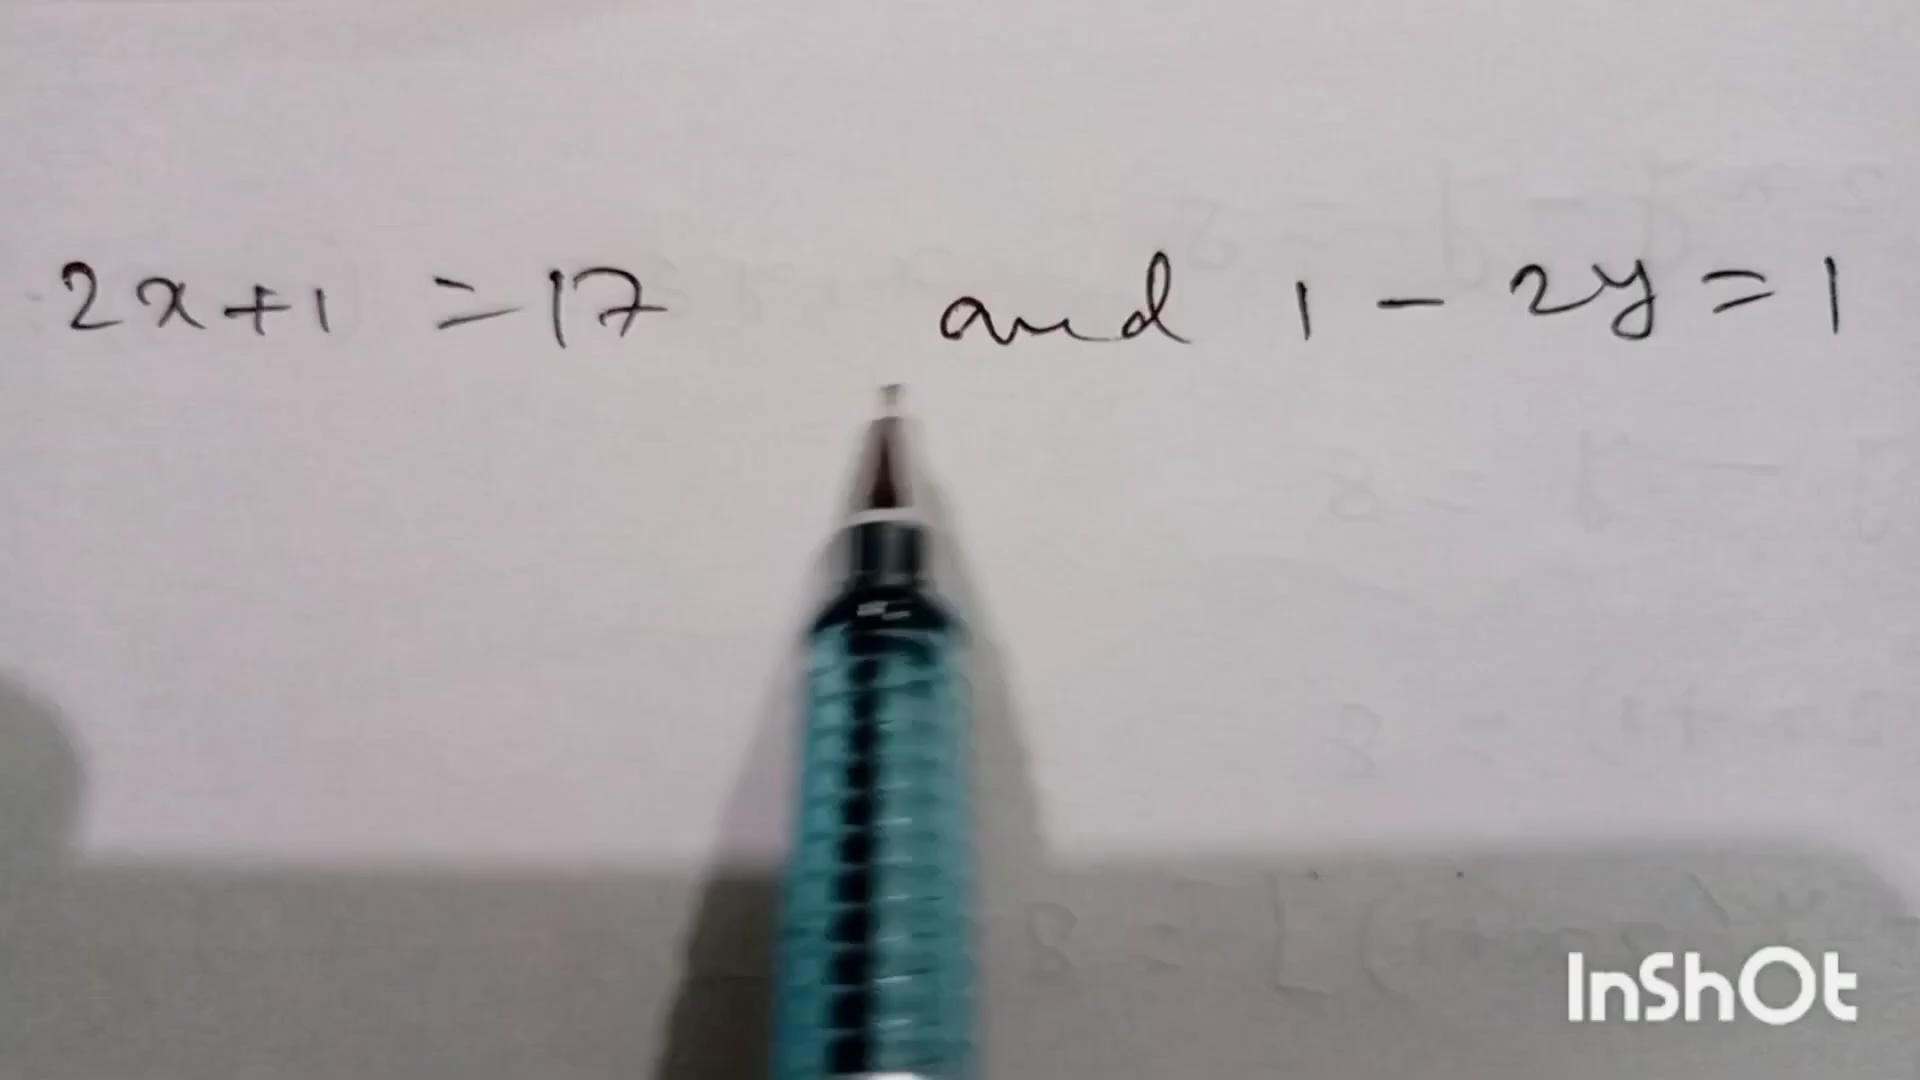 2x+1 = 17 and 1 - 2y = 1
InShOt